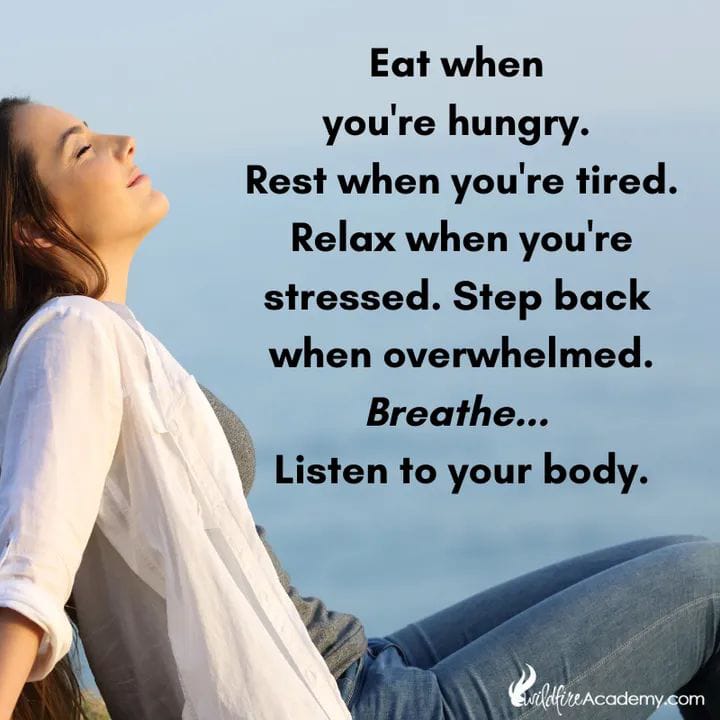 Eat when
you're hungry.
Rest when you're tired.
Relax when you're
stressed. Step back
when overwhelmed.
Breathe...
Listen to your body.
wildfireAcademy.com